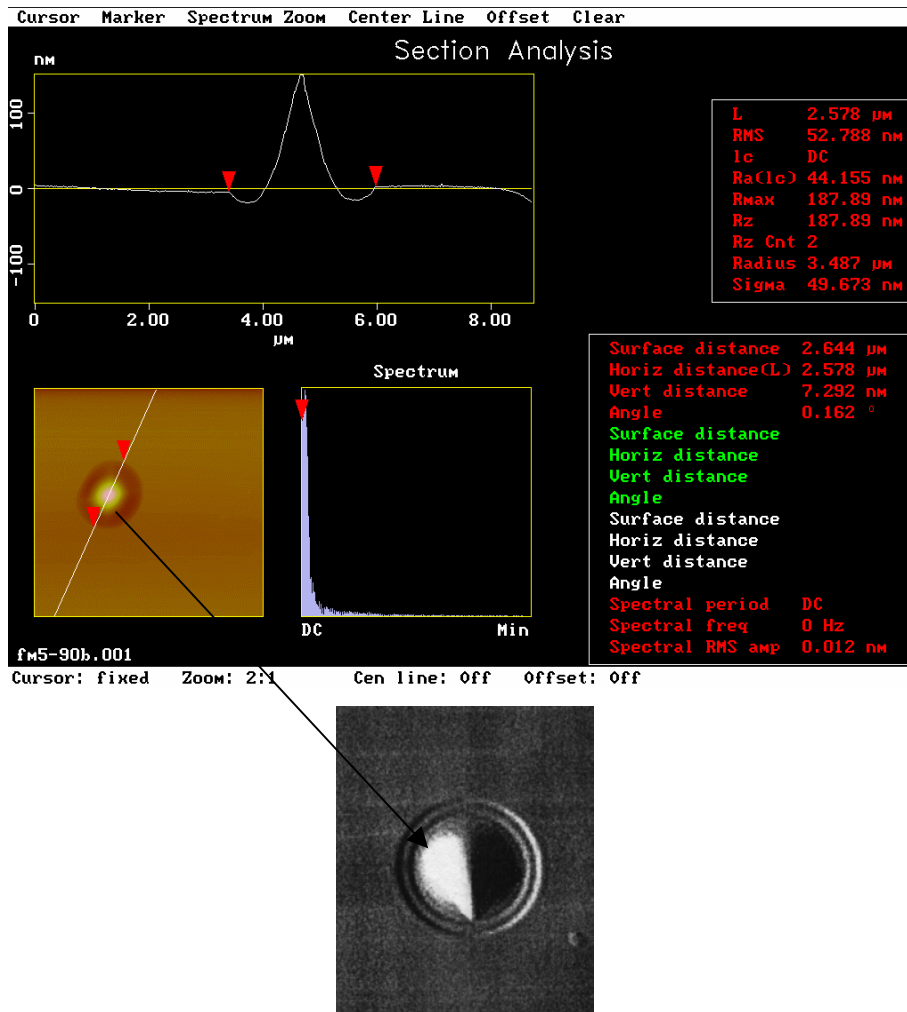 Cursor Marker Spectrum Zoom Center Line Offset Clear
Section Analysis
nM
100
0
-100
0 2.00 4.00 6.00 8.00
µM
L 2.578 µM
RMS 52.788 nM
lc DC
Ra(lc) 44.155 nM
Rmax 187.89 nM
Rz 187.89 nM
Rz Cnt 2
Radius 3.487 µM
Sigma 49.673 nM
Spectrum
DC Min
Surface distance 2.644 µM
Horiz distance(L) 2.578 µM
Vert distance 7.292 nM
Angle 0.162 °
Surface distance
Horiz distance
Vert distance
Angle
Surface distance
Horiz distance
Vert distance
Angle
Spectral period DC
Spectral freq 0 Hz
Spectral RMS amp 0.012 nM
fm5-90b.001
Cursor: fixed Zoom: 2:1 Cen line: Off Offset: Off